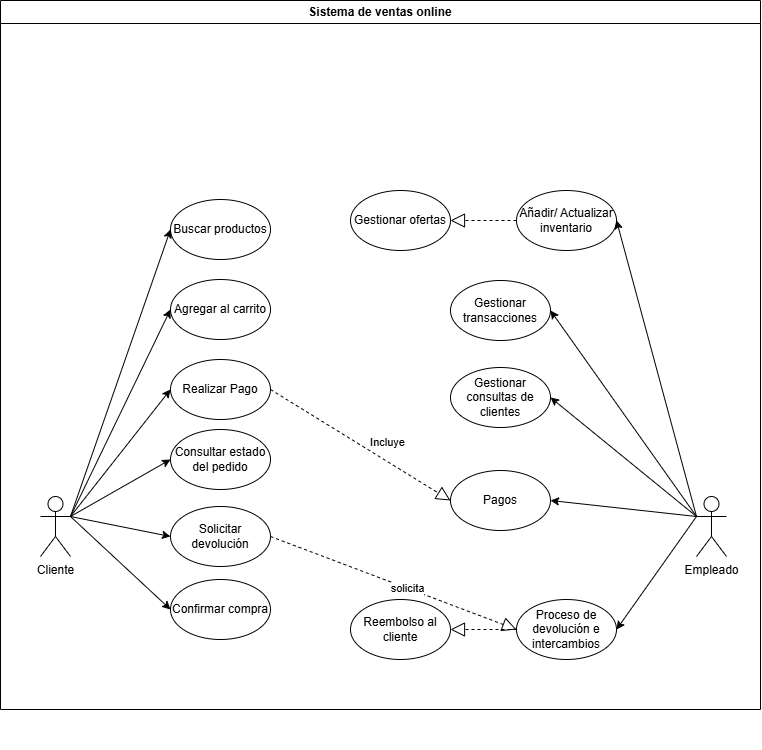 Sistema de ventas online
Buscar productos
Gestionar ofertas
Añadir/ Actualizar
inventario
Agregar al carrito
Gestionar
transacciones
Realizar Pago
Gestionar
consultas de
clientes
Incluye
Consultar estado
del pedido
Pagos
Solicitar
devolución
Cliente
Empleado
solicita
Confirmar compra
Reembolso al
cliente
Proceso de
devolución e
intercambios